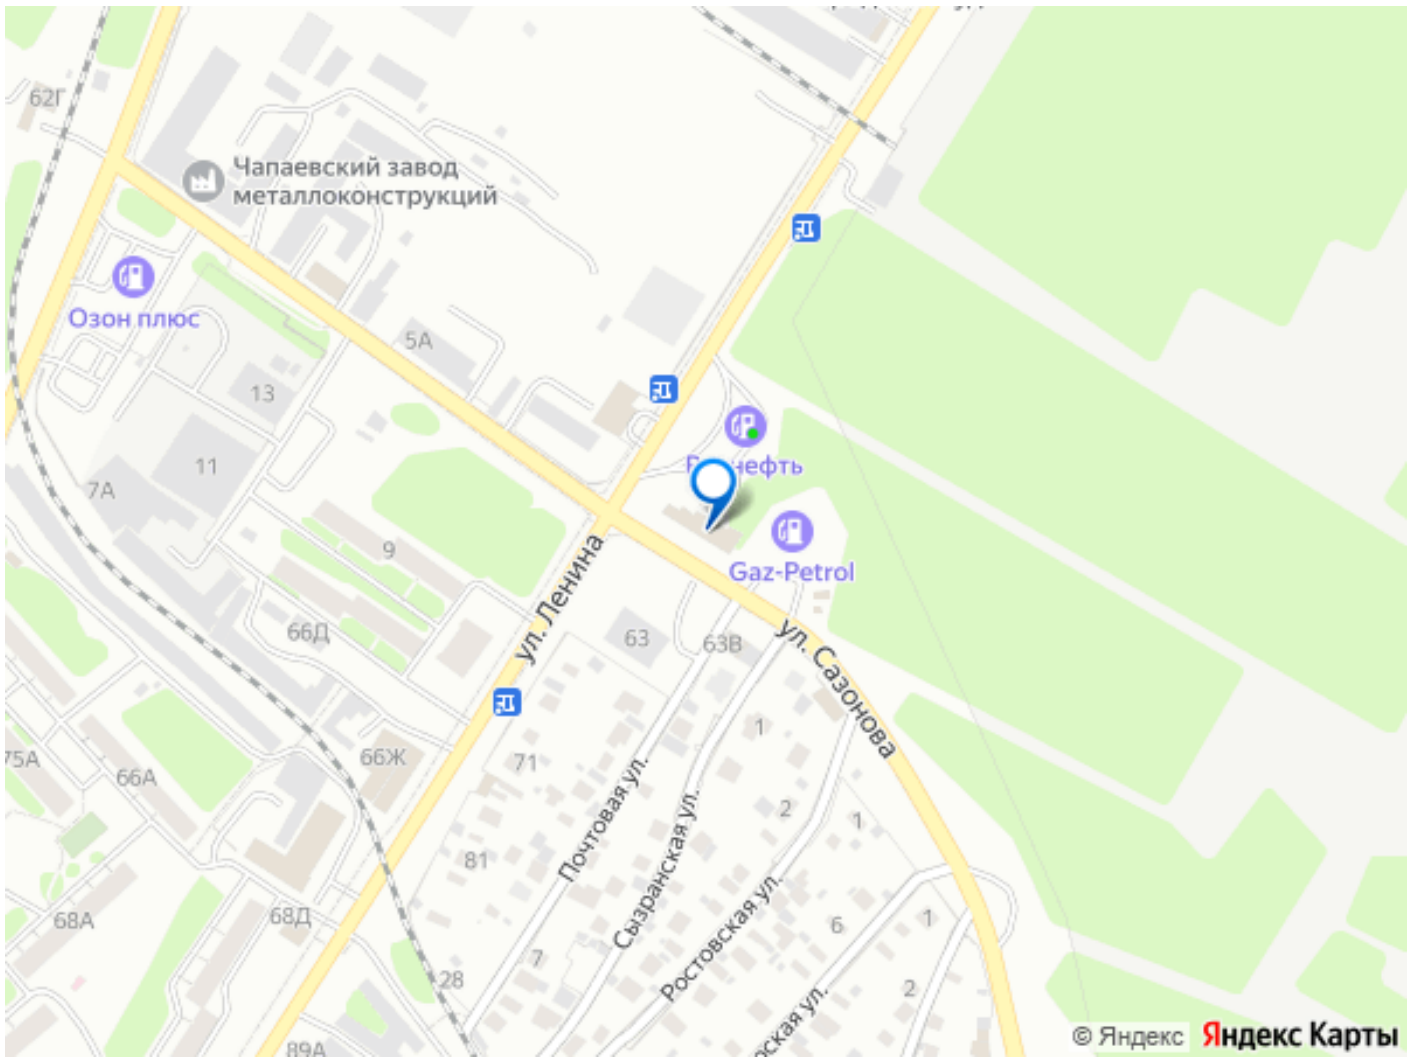 62Г
Чапаевский завод
металлоконструкций
Озон плюс
5А
13
11
7А
9
ул. Ленина
Gaz-Petrol
63
63В
ул. Сазонова
66Д
66Ж
75А
66А
71
1
2
1
Почтовая ул.
Сызранская ул.
Ростовская ул.
81
68А
68Д
7
28
6
1
2
89А
© Яндекс
Яндекс Карты